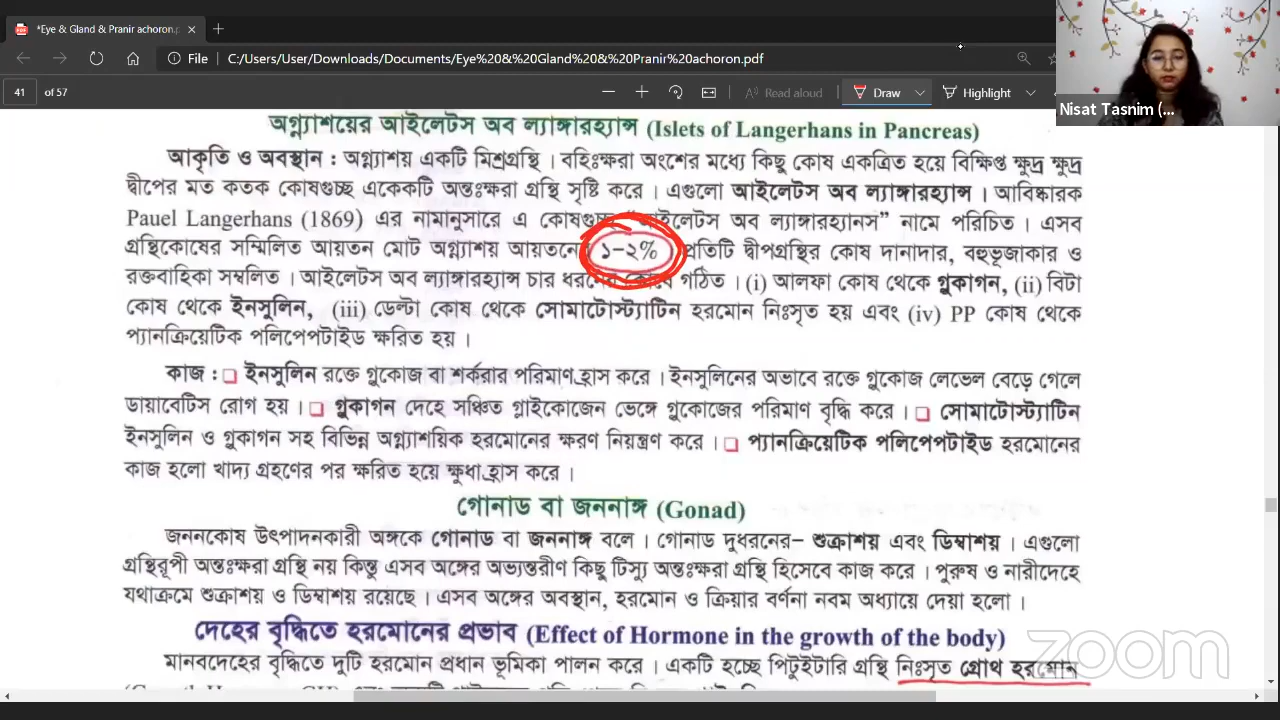 *Eye & Gland & Pranir achoron.p
File C:/Users/User/Downloads/Documents/Eye%20&%20Gland%20&%20Pranir%20achoron.pdf
41 of 57 Read aloud Draw Highlight
Nisat Tasnim (...
অগ্ন্যাশয়ের আইলেটস অব ল্যাঙ্গারহ্যান্স (Islets of Langerhans in Pancreas)
আকৃতি ও অবস্থান : অগ্ন্যাশয় একটি মিশ্রগ্রন্থি। বহিঃক্ষরা অংশের মধ্যে কিছু কোষ একত্রিত হয়ে বিক্ষিপ্ত ক্ষুদ্র ক্ষুদ্র
দ্বীপের মত কতক কোষগুচ্ছ একেকটি অন্তঃক্ষরা গ্রন্থি সৃষ্টি করে। এগুলো আইলেটস অব ল্যাঙ্গারহ্যান্স। আবিষ্কারক
Pauel Langerhans (1869) এর নামানুসারে এ কোষগুচ্ছ “আইলেটস অব ল্যাঙ্গারহ্যানস” নামে পরিচিত। এসব
গ্রন্থিকোষের সম্মিলিত আয়তন মোট অগ্ন্যাশয় আয়তনের ১-২% প্রতিটি দ্বীপগ্রন্থির কোষ দানাদার, বহুভূজাকার ও
রক্তবাহিকা সম্বলিত। আইলেটস অব ল্যাঙ্গারহ্যান্স চার ধরনের কোষে গঠিত। (i) আলফা কোষ থেকে গ্লুকাগন, (ii) বিটা
কোষ থেকে ইনসুলিন, (iii) ডেল্টা কোষ থেকে সোমাটোস্ট্যাটিন হরমোন নিঃসৃত হয় এবং (iv) PP কোষ থেকে
প্যানক্রিয়েটিক পলিপেপটাইড ক্ষরিত হয়।
কাজ : ❑ ইনসুলিন রক্তে গ্লুকোজ বা শর্করার পরিমাণ হ্রাস করে। ইনসুলিনের অভাবে রক্তে গ্লুকোজ লেভেল বেড়ে গেলে
ডায়াবেটিস রোগ হয়। ❑ গ্লুকাগন দেহে সঞ্চিত গ্লাইকোজেন ভেঙ্গে গ্লুকোজের পরিমাণ বৃদ্ধি করে। ❑ সোমাটোস্ট্যাটিন
ইনসুলিন ও গ্লুকাগন সহ বিভিন্ন অগ্ন্যাশয়িক হরমোনের ক্ষরণ নিয়ন্ত্রণ করে। ❑ প্যানক্রিয়েটিক পলিপেপটাইড হরমোনের
কাজ হলো খাদ্য গ্রহণের পর ক্ষরিত হয়ে ক্ষুধা হ্রাস করে।
গোনাড বা জননাঙ্গ (Gonad)
জননকোষ উৎপাদনকারী অঙ্গকে গোনাড বা জননাঙ্গ বলে। গোনাড দুধরনের– শুক্রাশয় এবং ডিম্বাশয়। এগুলো
গ্রন্থিরূপী অন্তঃক্ষরা গ্রন্থি নয় কিন্তু এসব অঙ্গের অভ্যন্তরীণ কিছু টিস্যু অন্তঃক্ষরা গ্রন্থি হিসেবে কাজ করে। পুরুষ ও নারীদেহে
যথাক্রমে শুক্রাশয় ও ডিম্বাশয় রয়েছে। এসব অঙ্গের অবস্থান, হরমোন ও ক্রিয়ার বর্ণনা নবম অধ্যায়ে দেয়া হলো।
দেহের বৃদ্ধিতে হরমোনের প্রভাব (Effect of Hormone in the growth of the body)
মানবদেহের বৃদ্ধিতে দুটি হরমোন প্রধান ভূমিকা পালন করে। একটি হচ্ছে পিটুইটারি গ্রন্থি নিঃসৃত গ্রোথ হরমোন
zoom